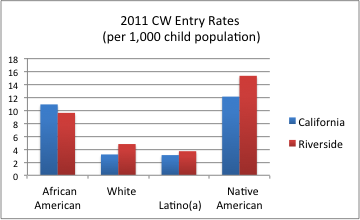 2011 CW Entry Rates
(per 1,000 child population)
18
16
14
12
10
8
6
4
2
0
African
American
White
Latino(a)
Native
American
California
Riverside